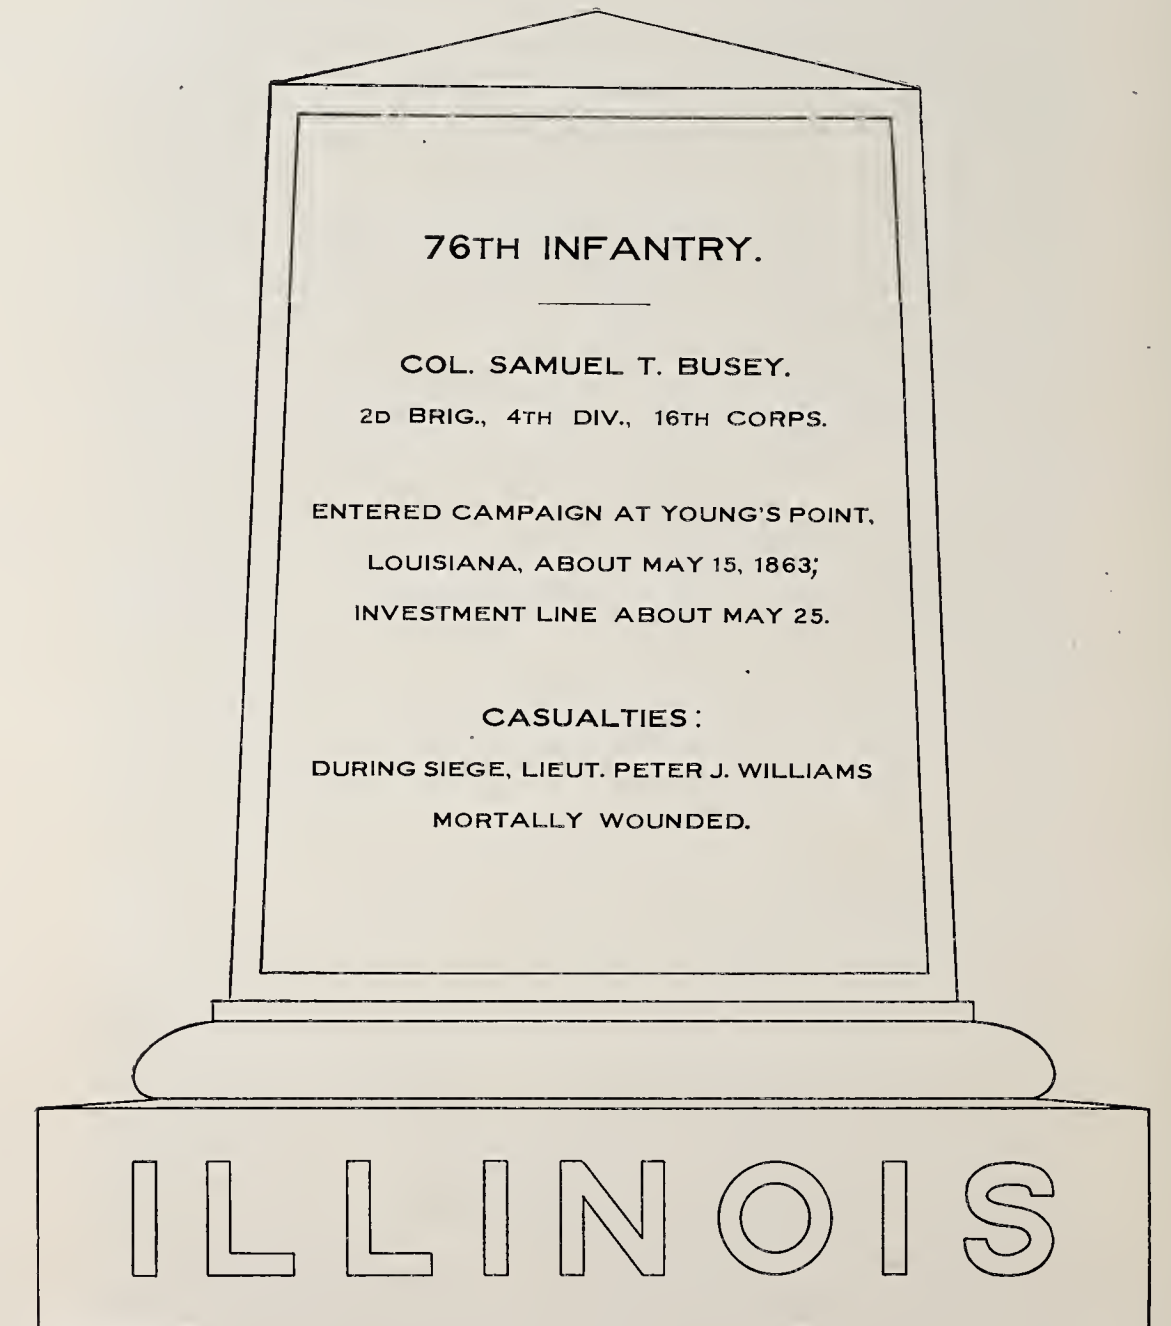 76TH INFANTRY.
COL. SAMUEL T. BUSEY.
2D BRIG., 4TH DIV., 16TH CORPS.
ENTERED CAMPAIGN AT YOUNG'S POINT,
LOUISIANA, ABOUT MAY 15, 1863;
INVESTMENT LINE ABOUT MAY 25.
CASUALTIES:
DURING SIEGE, LIEUT. PETER J. WILLIAMS
MORTALLY WOUNDED.
ILLINOIS